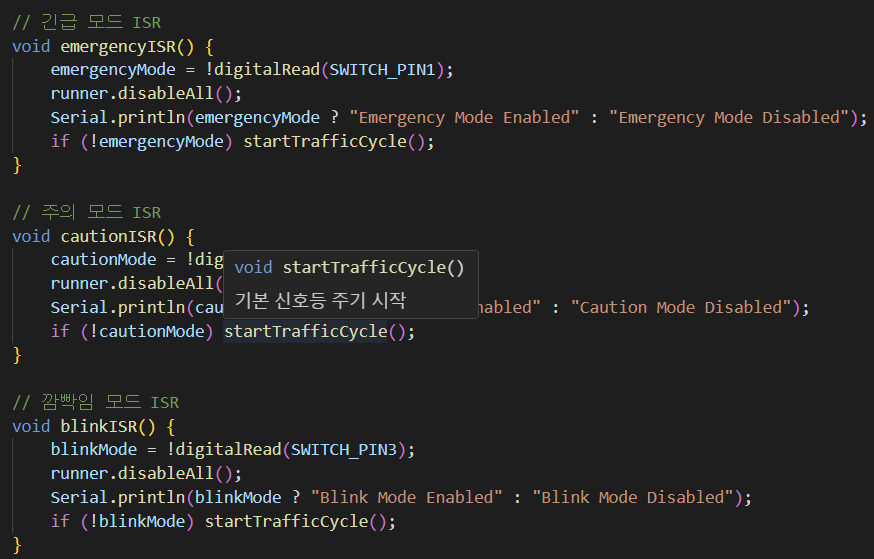 // 긴급 모드 ISR
void emergencyISR() {
    emergencyMode = !digitalRead(SWITCH_PIN1);
    runner.disableAll();
    Serial.println(emergencyMode ? "Emergency Mode Enabled" : "Emergency Mode Disabled");
    if (!emergencyMode) startTrafficCycle();
}

// 주의 모드 ISR
void cautionISR() {
    cautionMode = !dig
void startTrafficCycle()
    runner.disableAll(
기본 신호등 주기 시작
    Serial.println(cau nabled" : "Caution Mode Disabled");
    if (!cautionMode) startTrafficCycle();
}

// 깜빡임 모드 ISR
void blinkISR() {
    blinkMode = !digitalRead(SWITCH_PIN3);
    runner.disableAll();
    Serial.println(blinkMode ? "Blink Mode Enabled" : "Blink Mode Disabled");
    if (!blinkMode) startTrafficCycle();
}